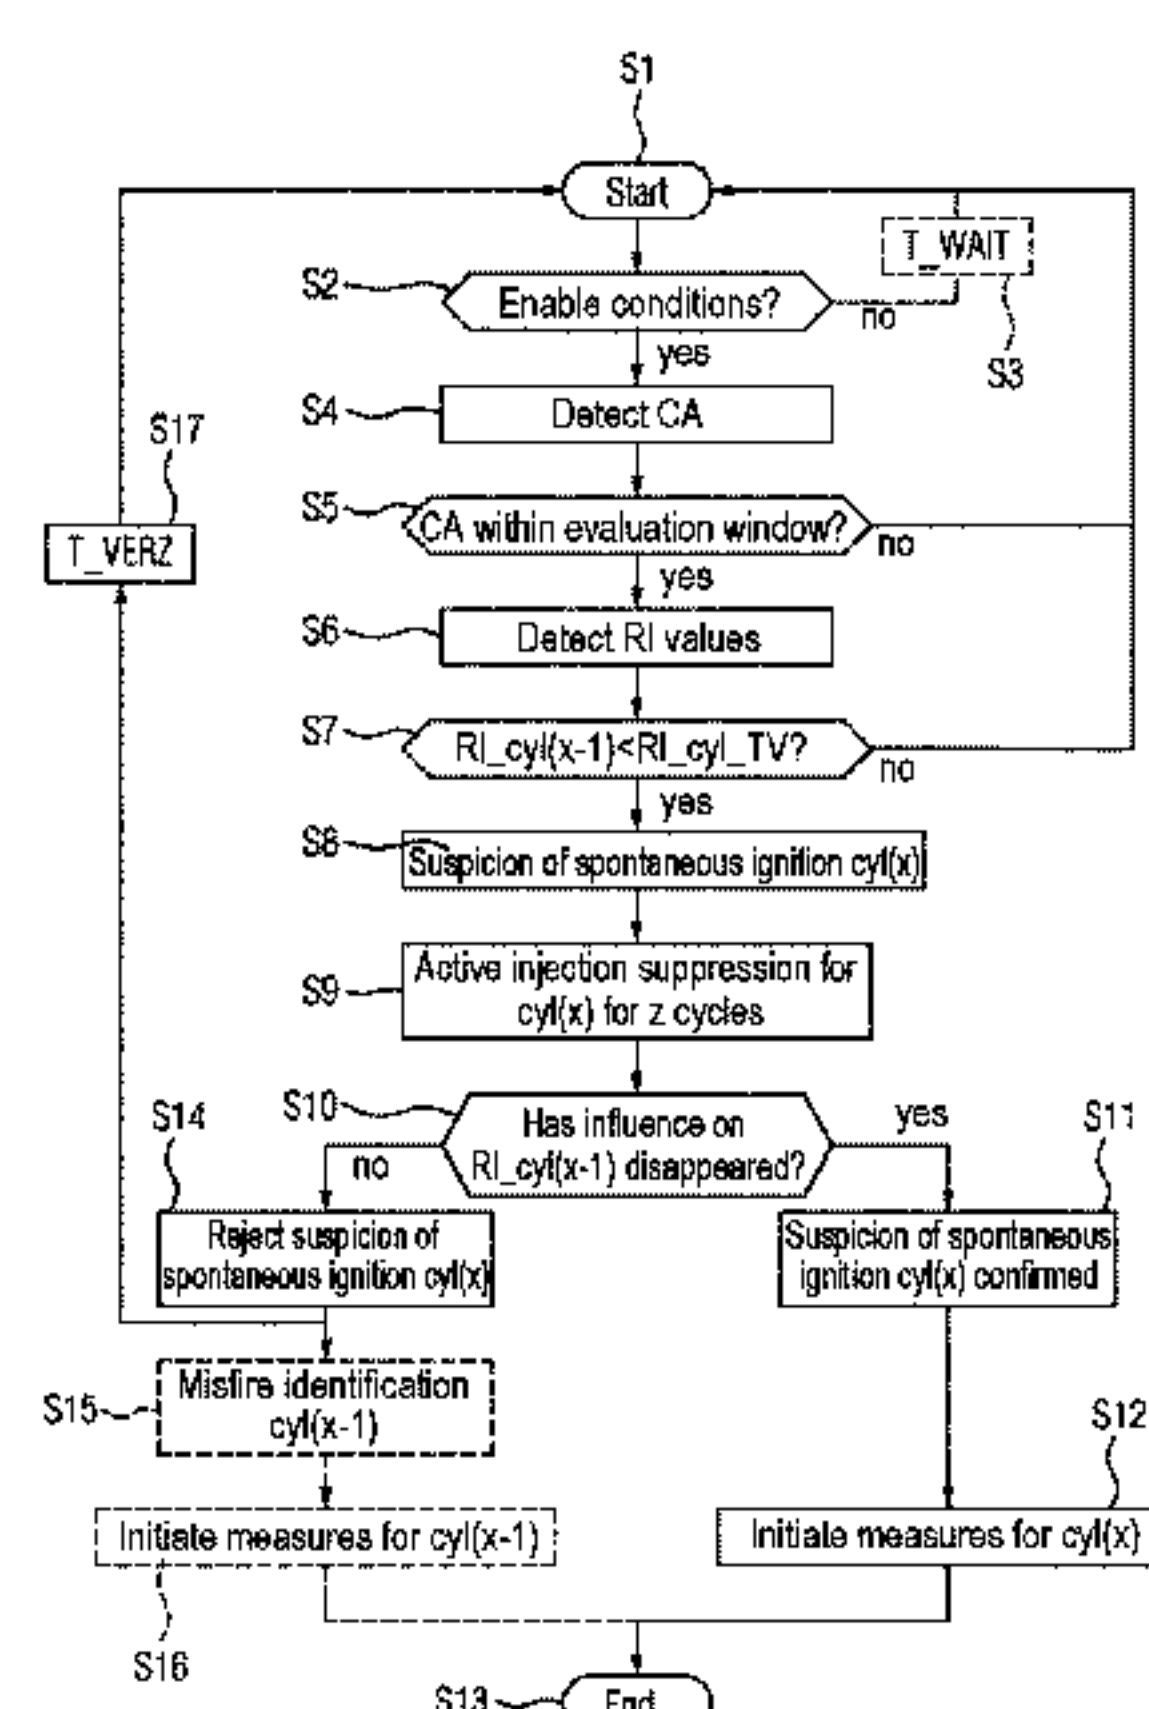 S1
Start
T_WAIT
S2
Enable conditions?
no
yes
S3
S4
Detect CA
S17
S5
CA within evaluation window?
no
T_VERZ
yes
S6
Detect RI values
S7
RI_cyl(x-1)<RI_cyl_TV?
no
yes
S8
Suspicion of spontaneous ignition cyl(x)
S9
Active injection suppression for
cyl(x) for z cycles
S10
Has influence on
RI_cyl(x-1) disappeared?
yes
S11
S14
no
Reject suspicion of
spontaneous ignition cyl(x)
Suspicion of spontaneous
ignition cyl(x) confirmed
S15
Misfire identification
cyl(x-1)
S12
Initiate measures for cyl(x-1)
Initiate measures for cyl(x)
S16
S13
End